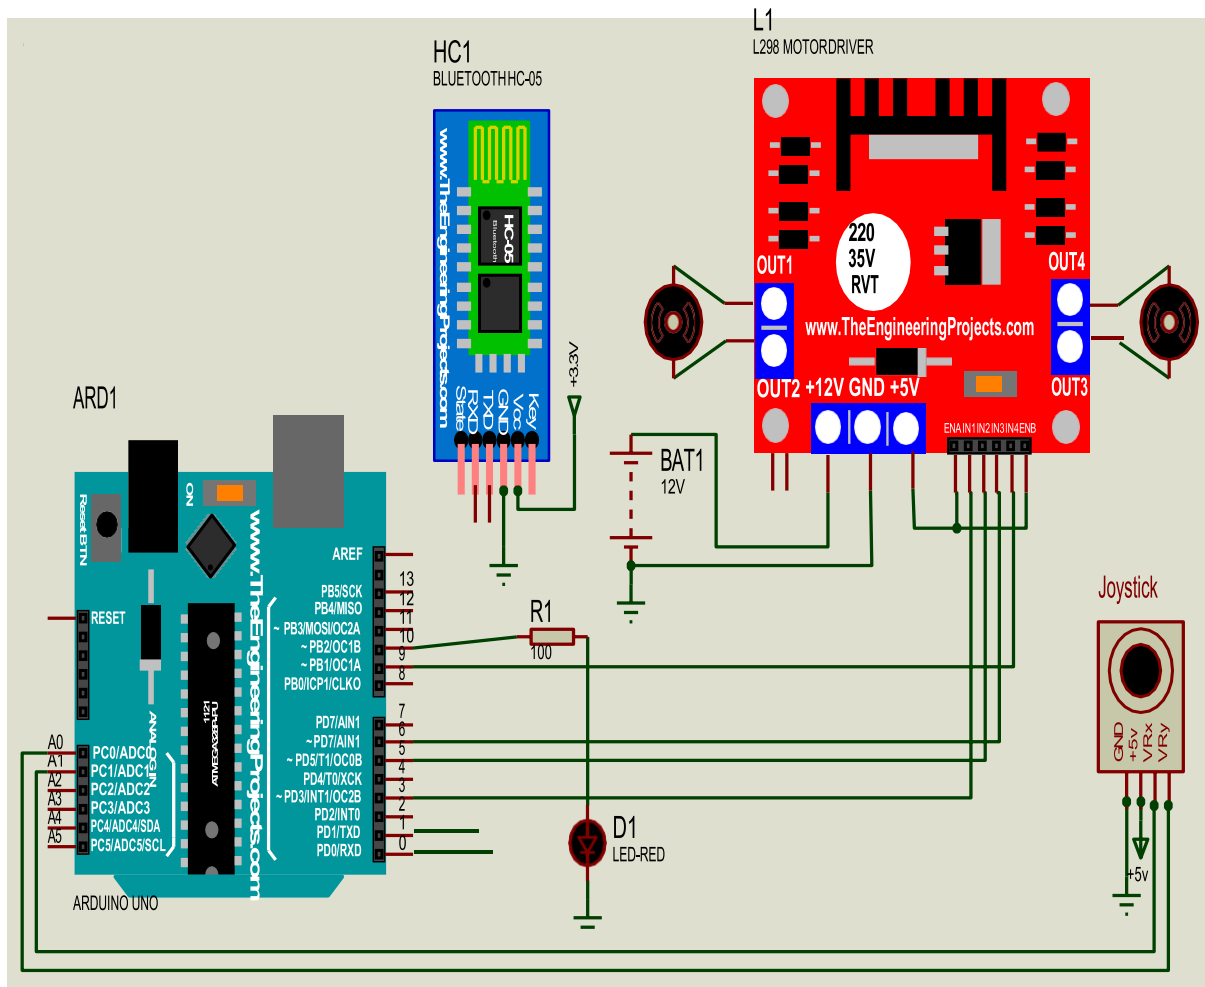 L1
L298 MOTORDRIVER
HC1
BLUETOOTH HC-05
www.TheEngineeringProjects.com
HC-05
Bluetooth
State
RXD
TXD
GND
Vcc
Key
+3.3V
220
35V
RVT
OUT1
OUT4
www.TheEngineeringProjects.com
OUT2
+12V GND +5V
OUT3
ENA IN1 IN2 IN3 IN4 ENB
BAT1
12V
ARD1
Reset BTN
ON
www.TheEngineeringProjects.com
AREF
RESET
13
PB5/SCK
12
PB4/MISO
11
~ PB3/MOSI/OC2A
10
~ PB2/OC1B
9
~ PB1/OC1A
8
PB0/ICP1/CLKO
7
PD7/AIN1
6
~ PD7/AIN1
5
~ PD5/T1/OC0B
4
PD4/T0/XCK
3
~ PD3/INT1/OC2B
2
PD2/INT0
1
PD1/TXD
0
PD0/RXD
1121
ATMEGA328P-PU
ANALOG IN
A0
PC0/ADC0
A1
PC1/ADC1
A2
PC2/ADC2
A3
PC3/ADC3
A4
PC4/ADC4/SDA
A5
PC5/ADC5/SCL
ARDUINO UNO
R1
100
D1
LED-RED
Joystick
GND
+5v
VRx
VRy
+5v